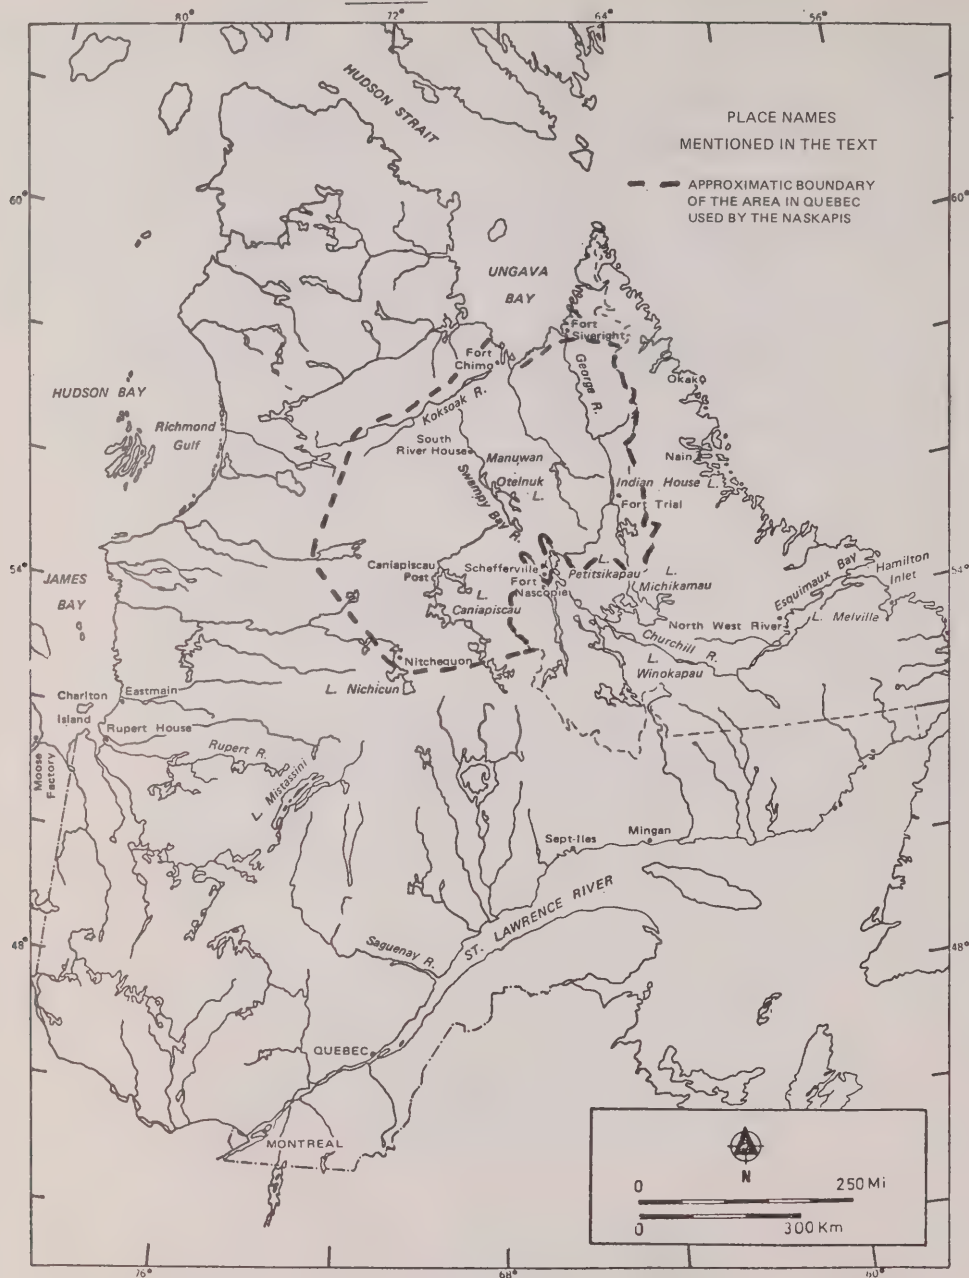 80°
72°
64°
56°
HUDSON STRAIT
PLACE NAMES
MENTIONED IN THE TEXT
APPROXIMATIC BOUNDARY
OF THE AREA IN QUEBEC
USED BY THE NASKAPIS
60°
60°
UNGAVA
BAY
Fort
Siveright
Fort
Chimo
George R.
Okak
HUDSON BAY
Koksoak R.
Richmond
Gulf
South
River House
Manuwan
Nain
Otelnuk
L.
Indian House L.
Swampy Bay R.
Fort Trial
54°
54°
Caniapiscau
Post
Schefferville
Fort
Nascopie
L.
Petitsikapau
L.
Michikamau
Esquimaux Bay
Hamilton
Inlet
JAMES
BAY
L.
Caniapiscau
North West River
L. Melville
Churchill R.
L.
Winokapau
Nitchequon
L. Nichicun
Eastmain
Charlton
Island
Rupert House
Moose
Factory
Rupert R.
L. Mistassini
Sept-Iles
Mingan
ST. LAWRENCE RIVER
48°
48°
Saguenay R.
QUEBEC
MONTREAL
N
0
250 Mi
0
300 Km
76°
68°
60°